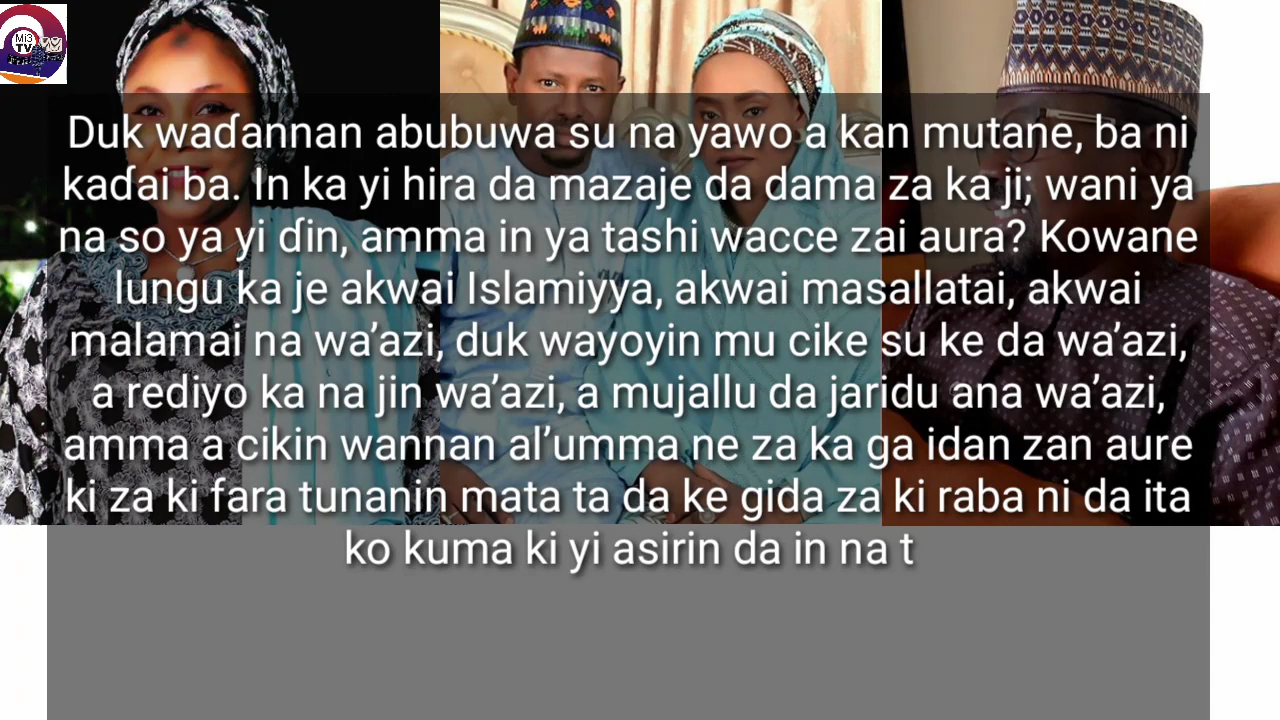 Mi3
TV
Duk waɗannan abubuwa su na yawo a kan mutane, ba ni
kaɗai ba. In ka yi hira da mazaje da dama za ka ji; wani ya
na so ya yi ɗin, amma in ya tashi wacce zai aura? Kowane
lungu ka je akwai Islamiyya, akwai masallatai, akwai
malamai na wa’azi, duk wayoyin mu cike su ke da wa’azi,
a rediyo ka na jin wa’azi, a mujallu da jaridu ana wa’azi,
amma a cikin wannan al’umma ne za ka ga idan zan aure
ki za ki fara tunanin mata ta da ke gida za ki raba ni da ita
ko kuma ki yi asirin da in na t